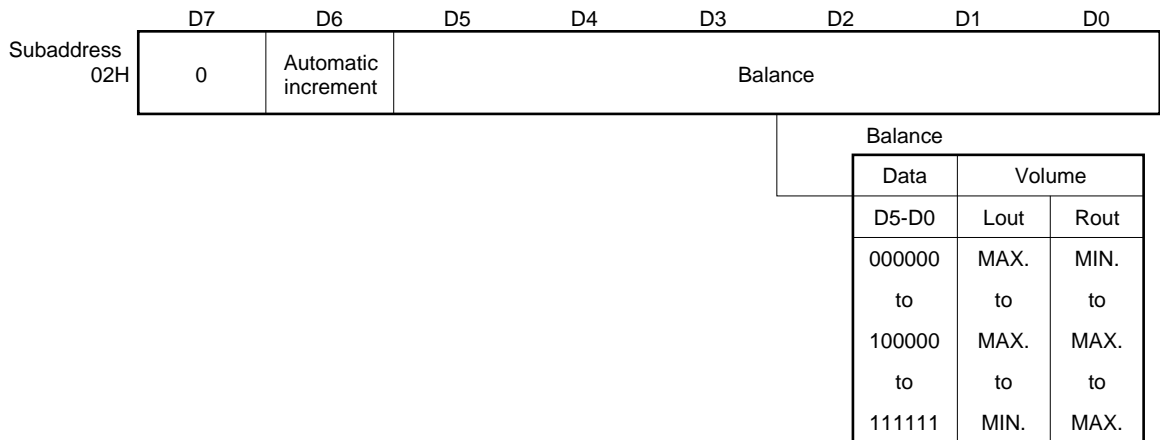 D7 D6 D5 D4 D3 D2 D1 D0
Subaddress
02H
0
Automatic
increment
Balance
Balance
Data Volume
D5-D0 Lout Rout
000000 MAX. MIN.
to to to
100000 MAX. MAX.
to to to
111111 MIN. MAX.